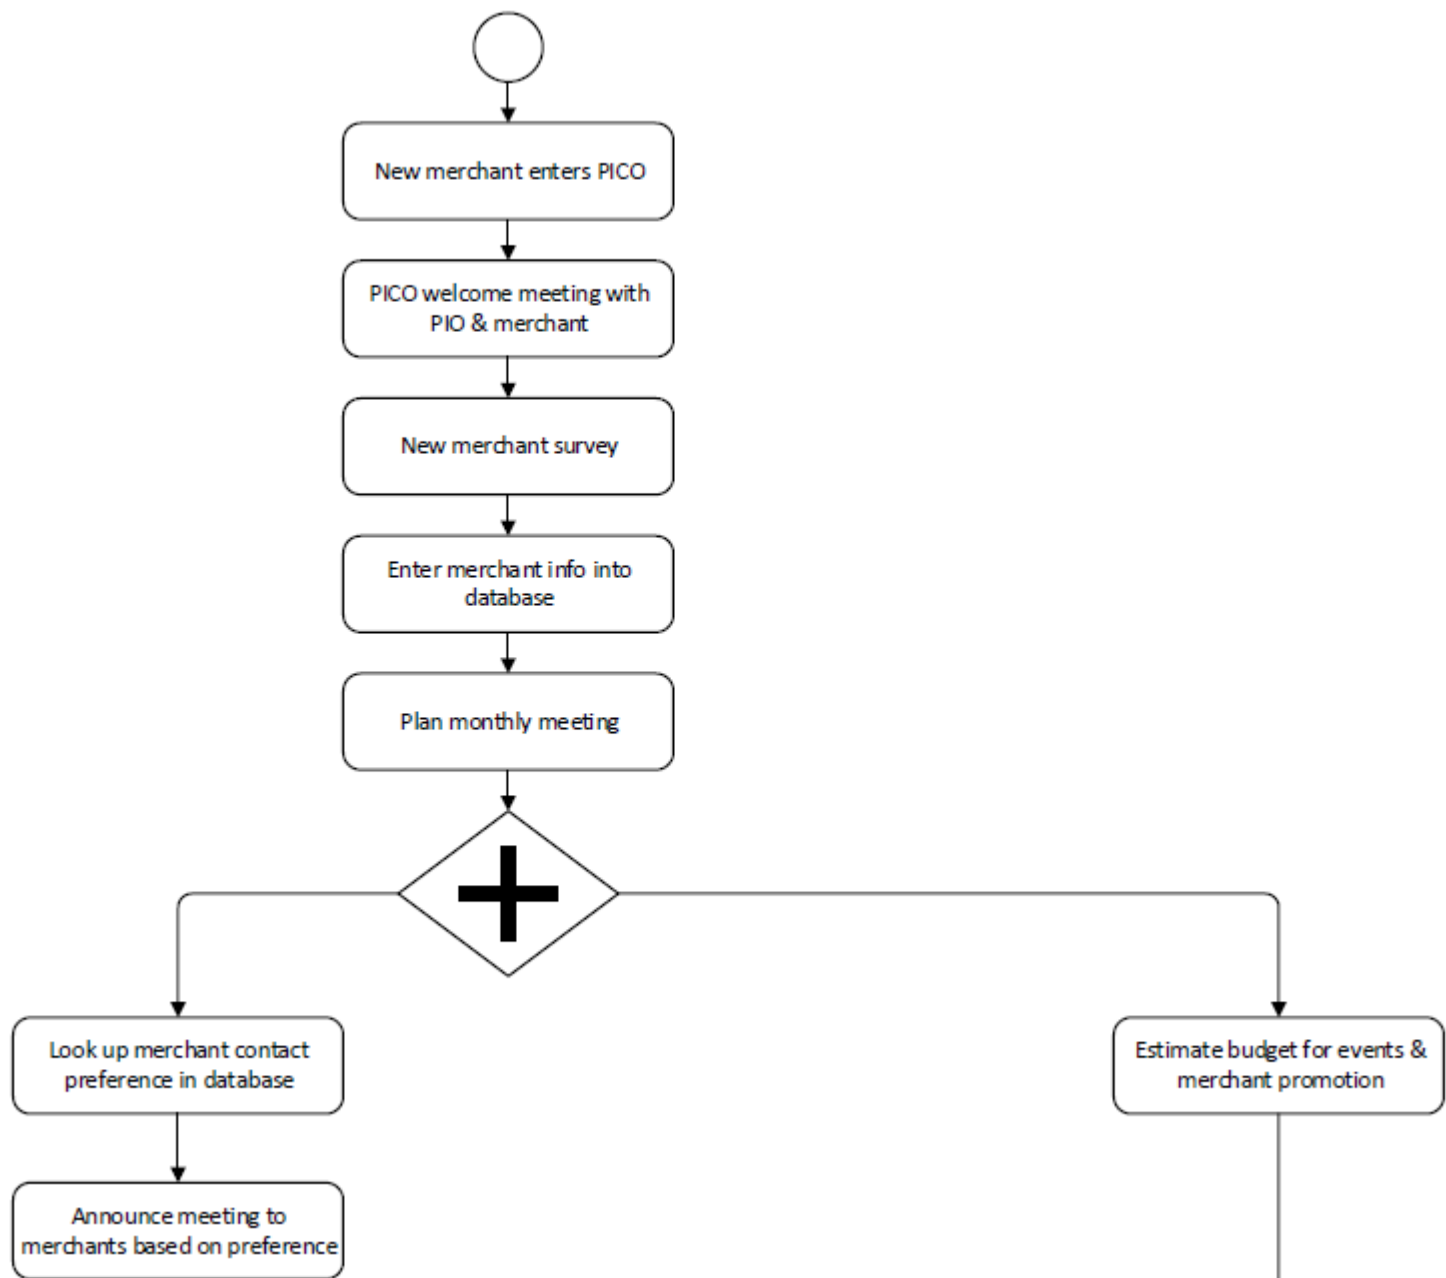 New merchant enters PICO
PICO welcome meeting with
PIO & merchant
New merchant survey
Enter merchant info into
database
Plan monthly meeting
Look up merchant contact
preference in database
Estimate budget for events &
merchant promotion
Announce meeting to
merchants based on preference